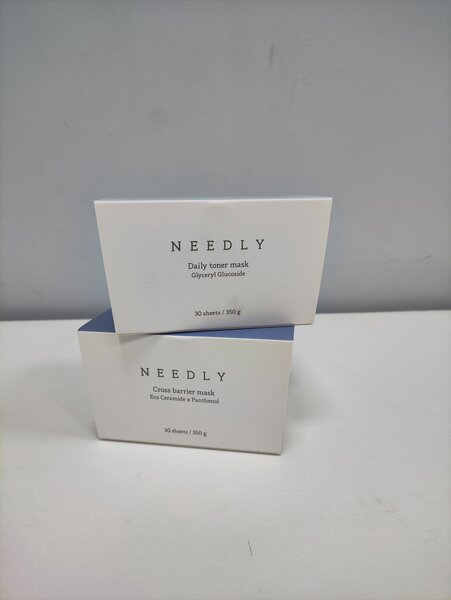 NEEDLY
Daily toner mask
Glyceryl Glucoside
30 sheets / 350 g
NEEDLY
Cross barrier mask
Eco Ceramide x Panthenol
30 sheets / 350 g